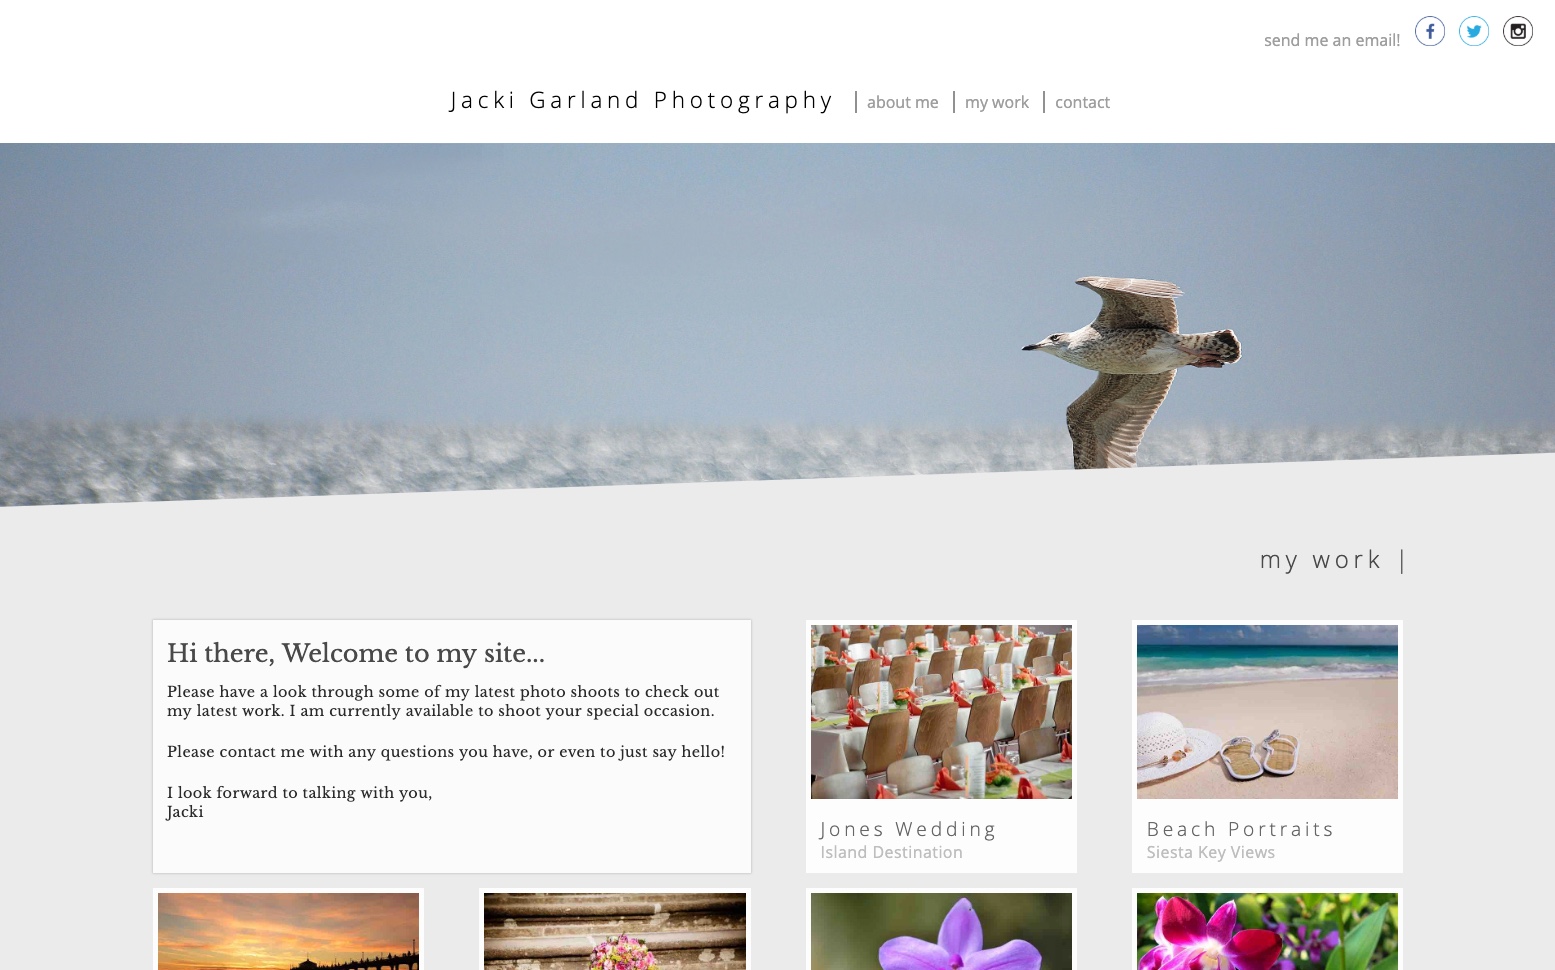 send me an email!
Jacki Garland Photography
about me
my work
contact
my work |
Hi there, Welcome to my site...
Please have a look through some of my latest photo shoots to check out
my latest work. I am currently available to shoot your special occasion.
Please contact me with any questions you have, or even to just say hello!
I look forward to talking with you,
Jacki
Jones Wedding
Island Destination
Beach Portraits
Siesta Key Views